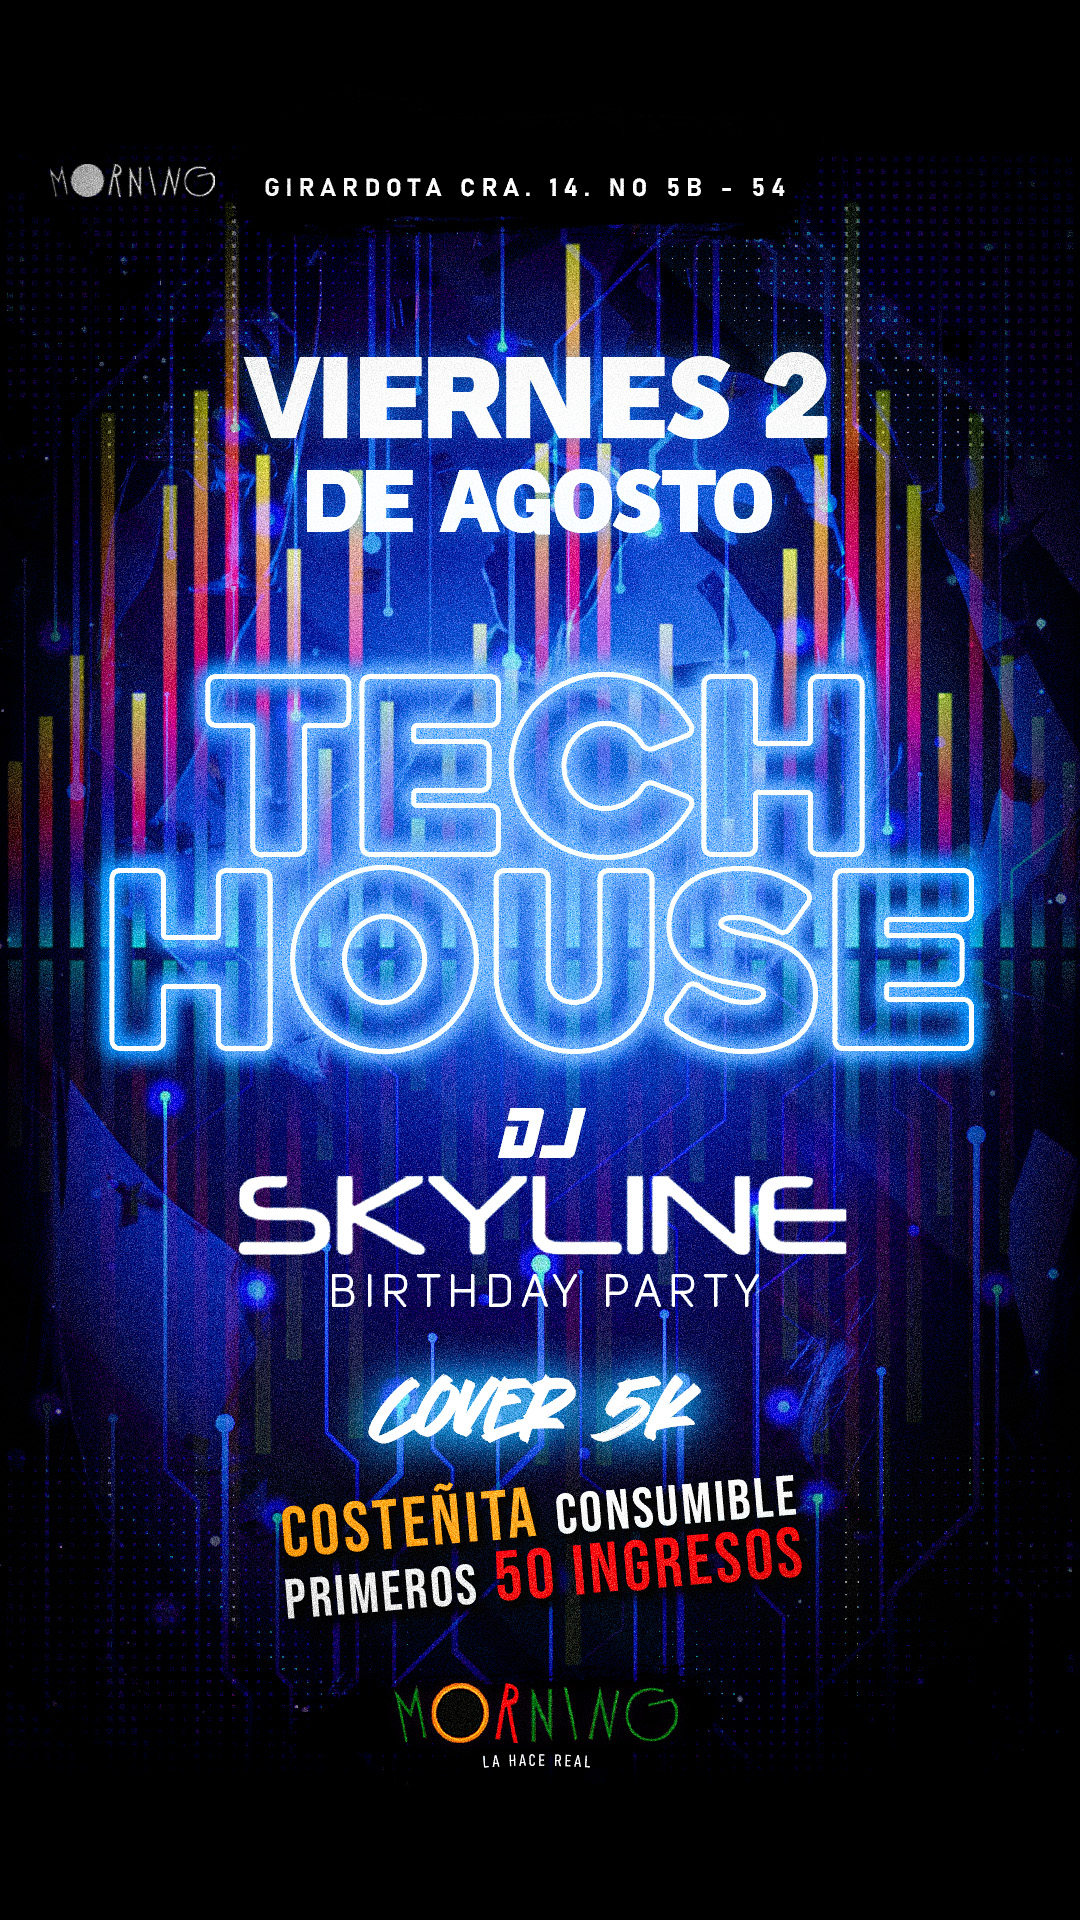 MORNING
GIRARDOTA CRA. 14. NO 5B - 54
VIERNES 2
DE AGOSTO
TECH
HOUSE
DJ
SKYLINE
BIRTHDAY PARTY
COVER 5K
COSTEÑITA CONSUMIBLE
PRIMEROS 50 INGRESOS
MORNING
LA HACE REAL